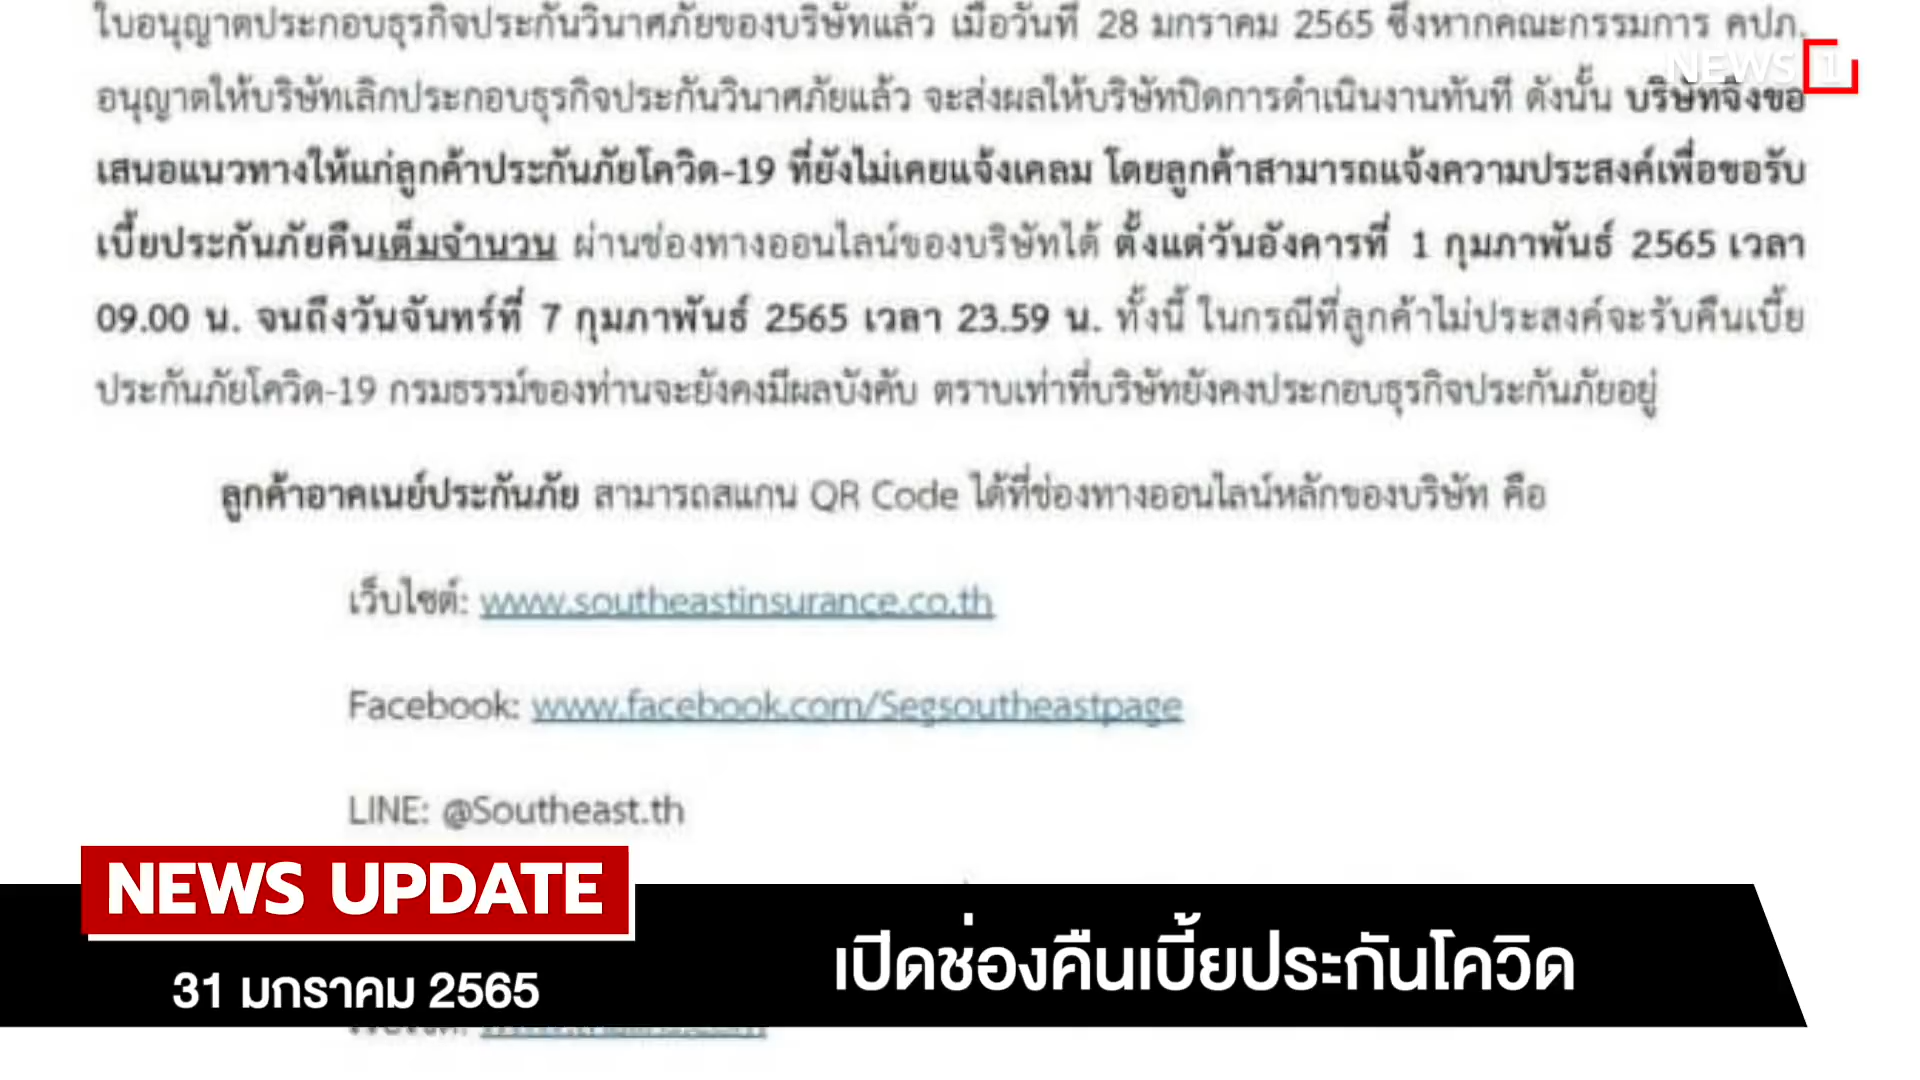 ใบอนุญาตประกอบธุรกิจประกันวินาศภัยของบริษัทแล้ว เมื่อวันที่ 28 มกราคม 2565 ซึ่งหากคณะกรรมการ คปภ.
NEWS 1
อนุญาตให้บริษัทเลิกประกอบธุรกิจประกันวินาศภัยแล้ว จะส่งผลให้บริษัทปิดการดำเนินงานทันที ดังนั้น บริษัทจึงขอ
เสนอแนวทางให้แก่ลูกค้าประกันภัยโควิด-19 ที่ยังไม่เคยแจ้งเคลม โดยลูกค้าสามารถแจ้งความประสงค์เพื่อขอรับ
เบี้ยประกันภัยคืนเต็มจำนวน ผ่านช่องทางออนไลน์ของบริษัทได้ ตั้งแต่วันอังคารที่ 1 กุมภาพันธ์ 2565 เวลา
09.00 น. จนถึงวันจันทร์ที่ 7 กุมภาพันธ์ 2565 เวลา 23.59 น. ทั้งนี้ ในกรณีที่ลูกค้าไม่ประสงค์จะรับคืนเบี้ย
ประกันภัยโควิด-19 กรมธรรม์ของท่านจะยังคงมีผลบังคับ ตราบเท่าที่บริษัทยังคงประกอบธุรกิจประกันภัยอยู่
ลูกค้าอาคเนย์ประกันภัย สามารถสแกน QR Code ได้ที่ช่องทางออนไลน์หลักของบริษัท คือ
เว็บไซต์: www.southeastinsurance.co.th
Facebook: www.facebook.com/Segsoutheastpage
LINE: @Southeast.th
NEWS UPDATE
เปิดช่องคืนเบี้ยประกันโควิด
31 มกราคม 2565